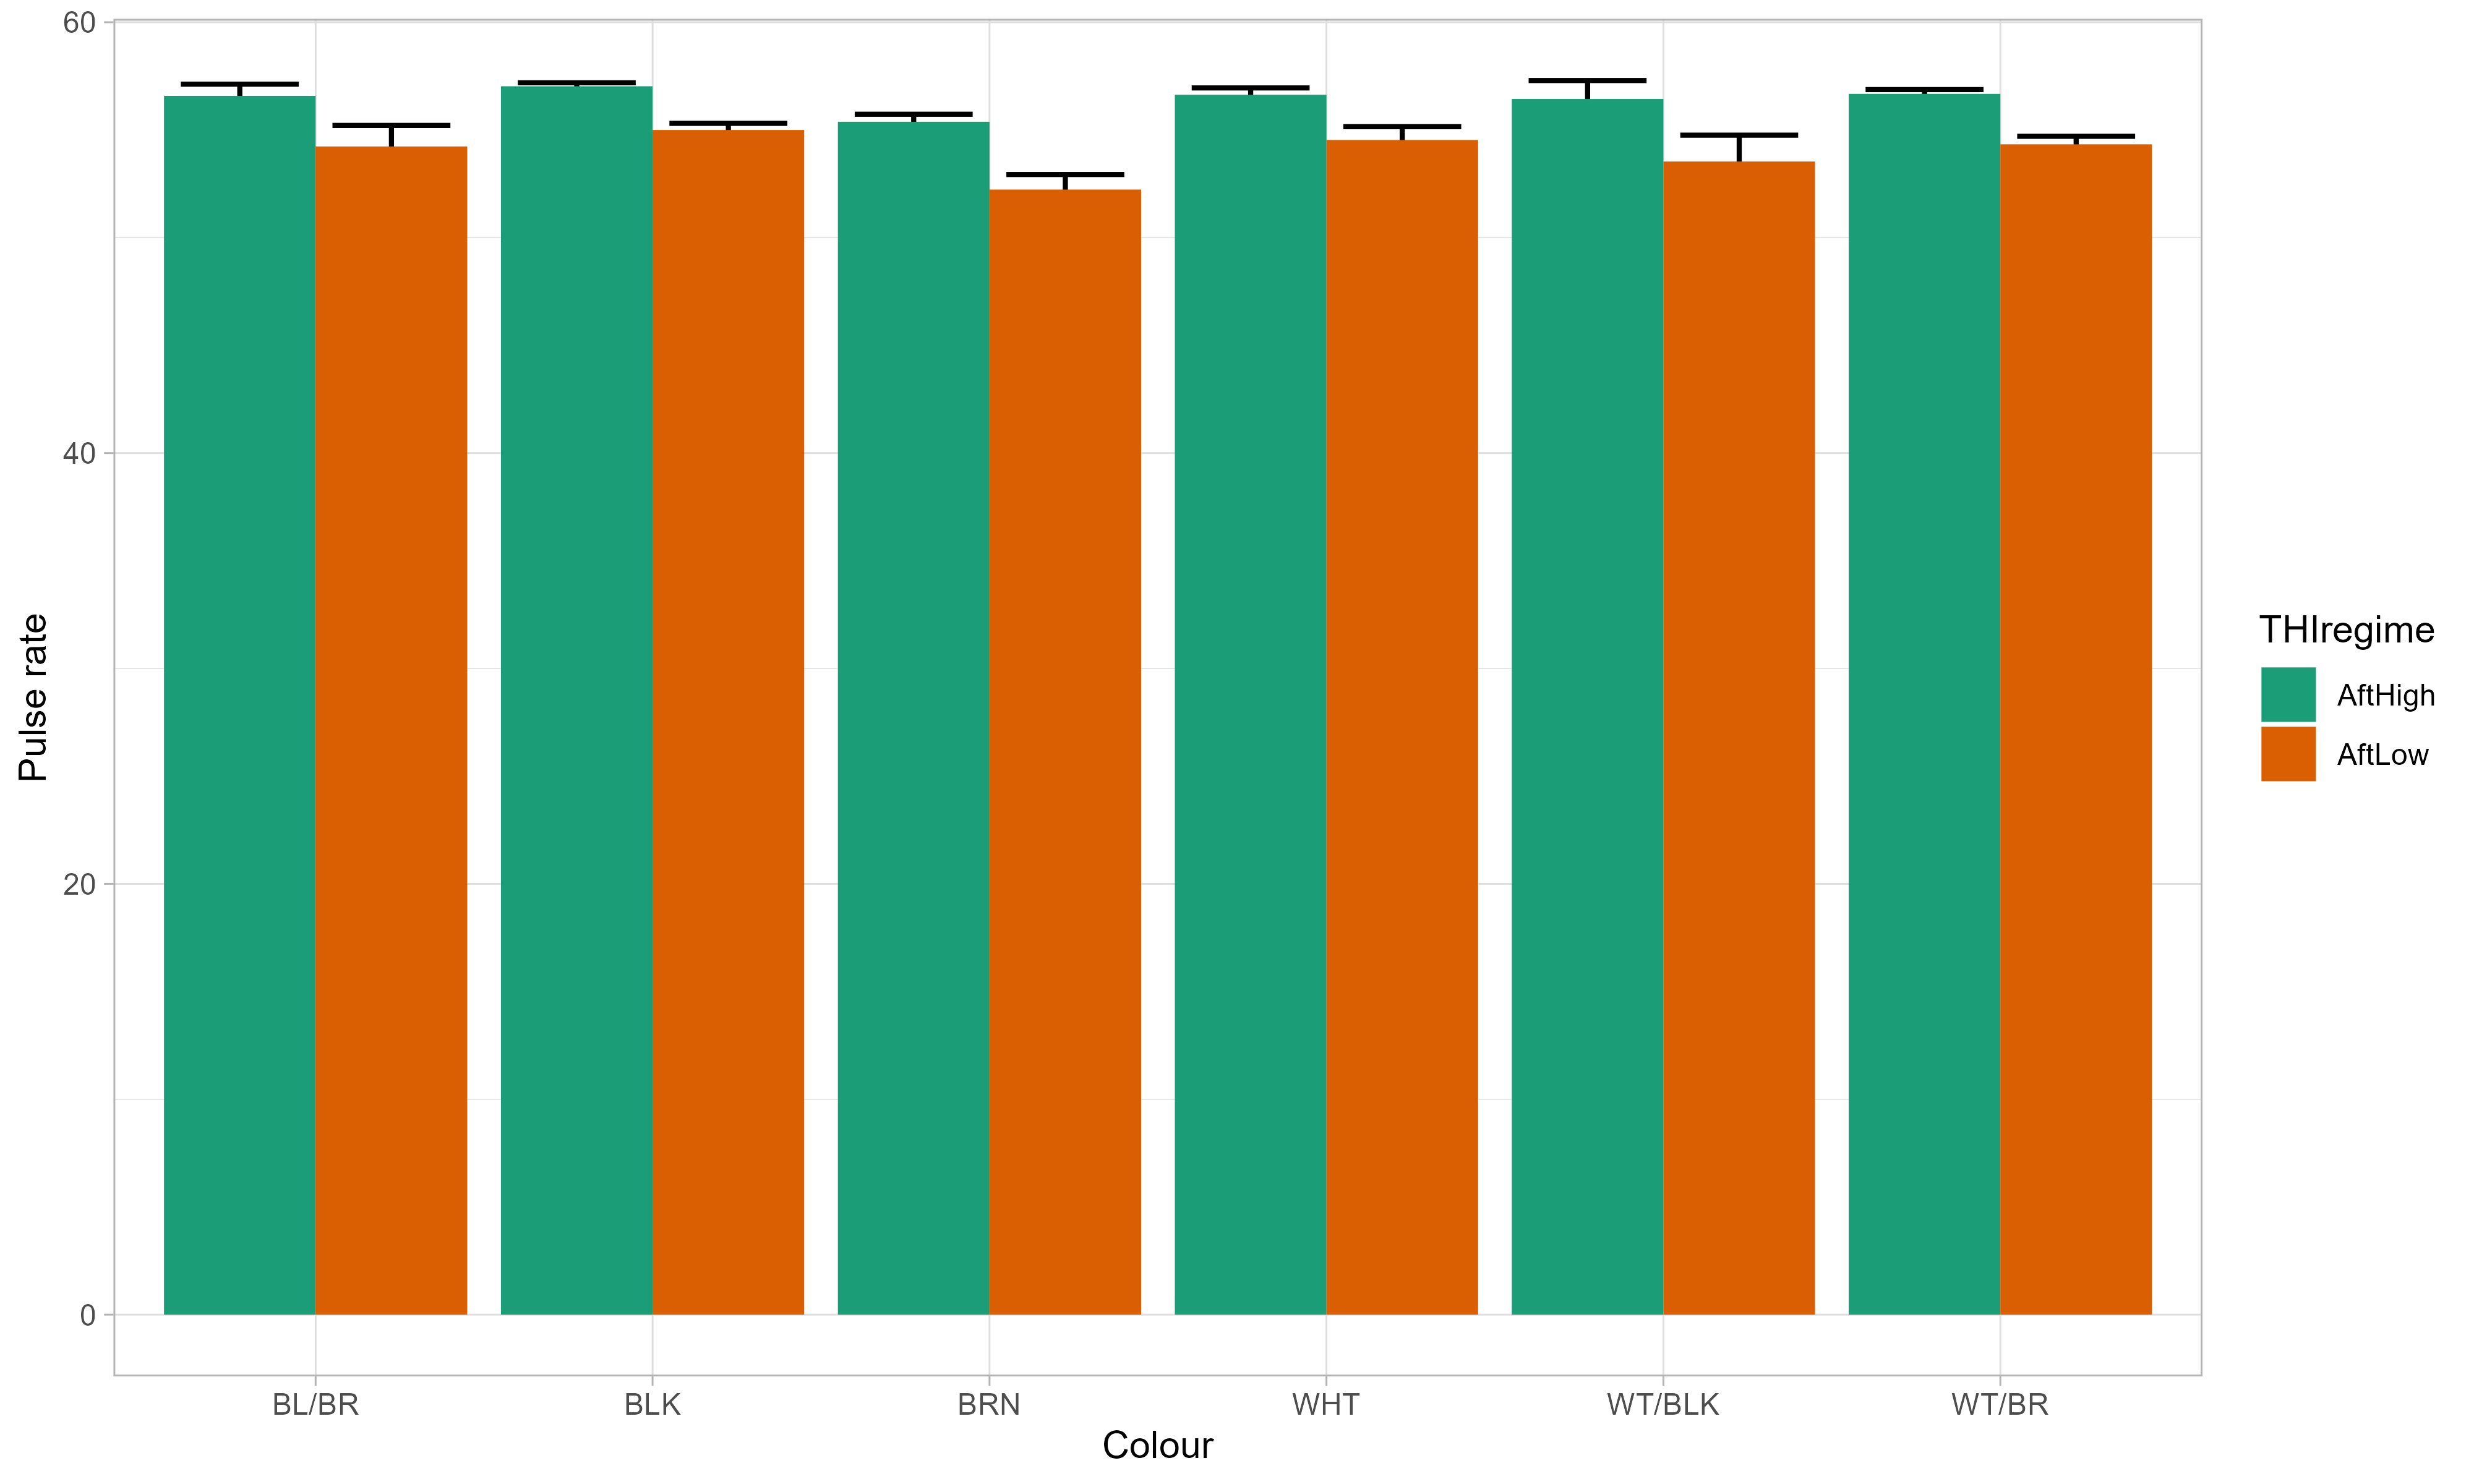 60
40
20
0
Pulse rate
BL/BR BLK BRN WHT WT/BLK WT/BR
Colour
THIregime
AftHigh
AftLow